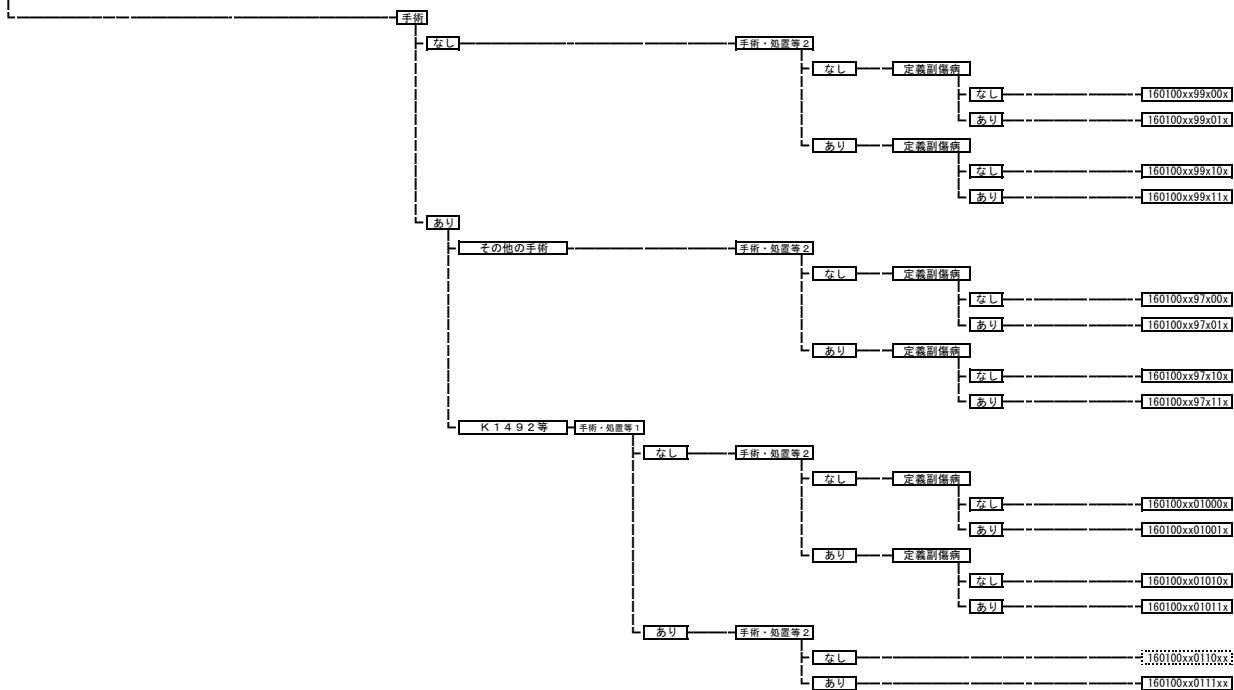 手術
なし 手術・処置等2
なし 定義副傷病
なし 160100xx99x00x
あり 160100xx99x01x
あり 定義副傷病
なし 160100xx99x10x
あり 160100xx99x11x
あり
その他の手術 手術・処置等2
なし 定義副傷病
なし 160100xx97x00x
あり 160100xx97x01x
あり 定義副傷病
なし 160100xx97x10x
あり 160100xx97x11x
K1492等 手術・処置等1
なし 手術・処置等2
なし 定義副傷病
なし 160100xx01000x
あり 160100xx01001x
あり 定義副傷病
なし 160100xx01010x
あり 160100xx01011x
あり 手術・処置等2
なし 160100xx0110xx
あり 160100xx0111xx